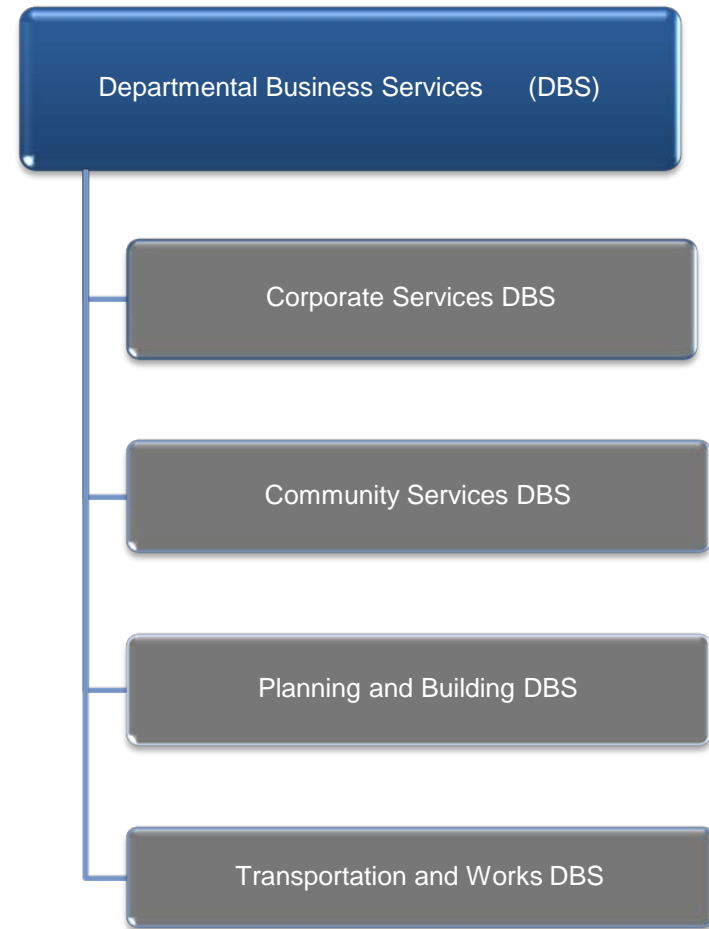 Departmental Business Services (DBS)
Corporate Services DBS
Community Services DBS
Planning and Building DBS
Transportation and Works DBS